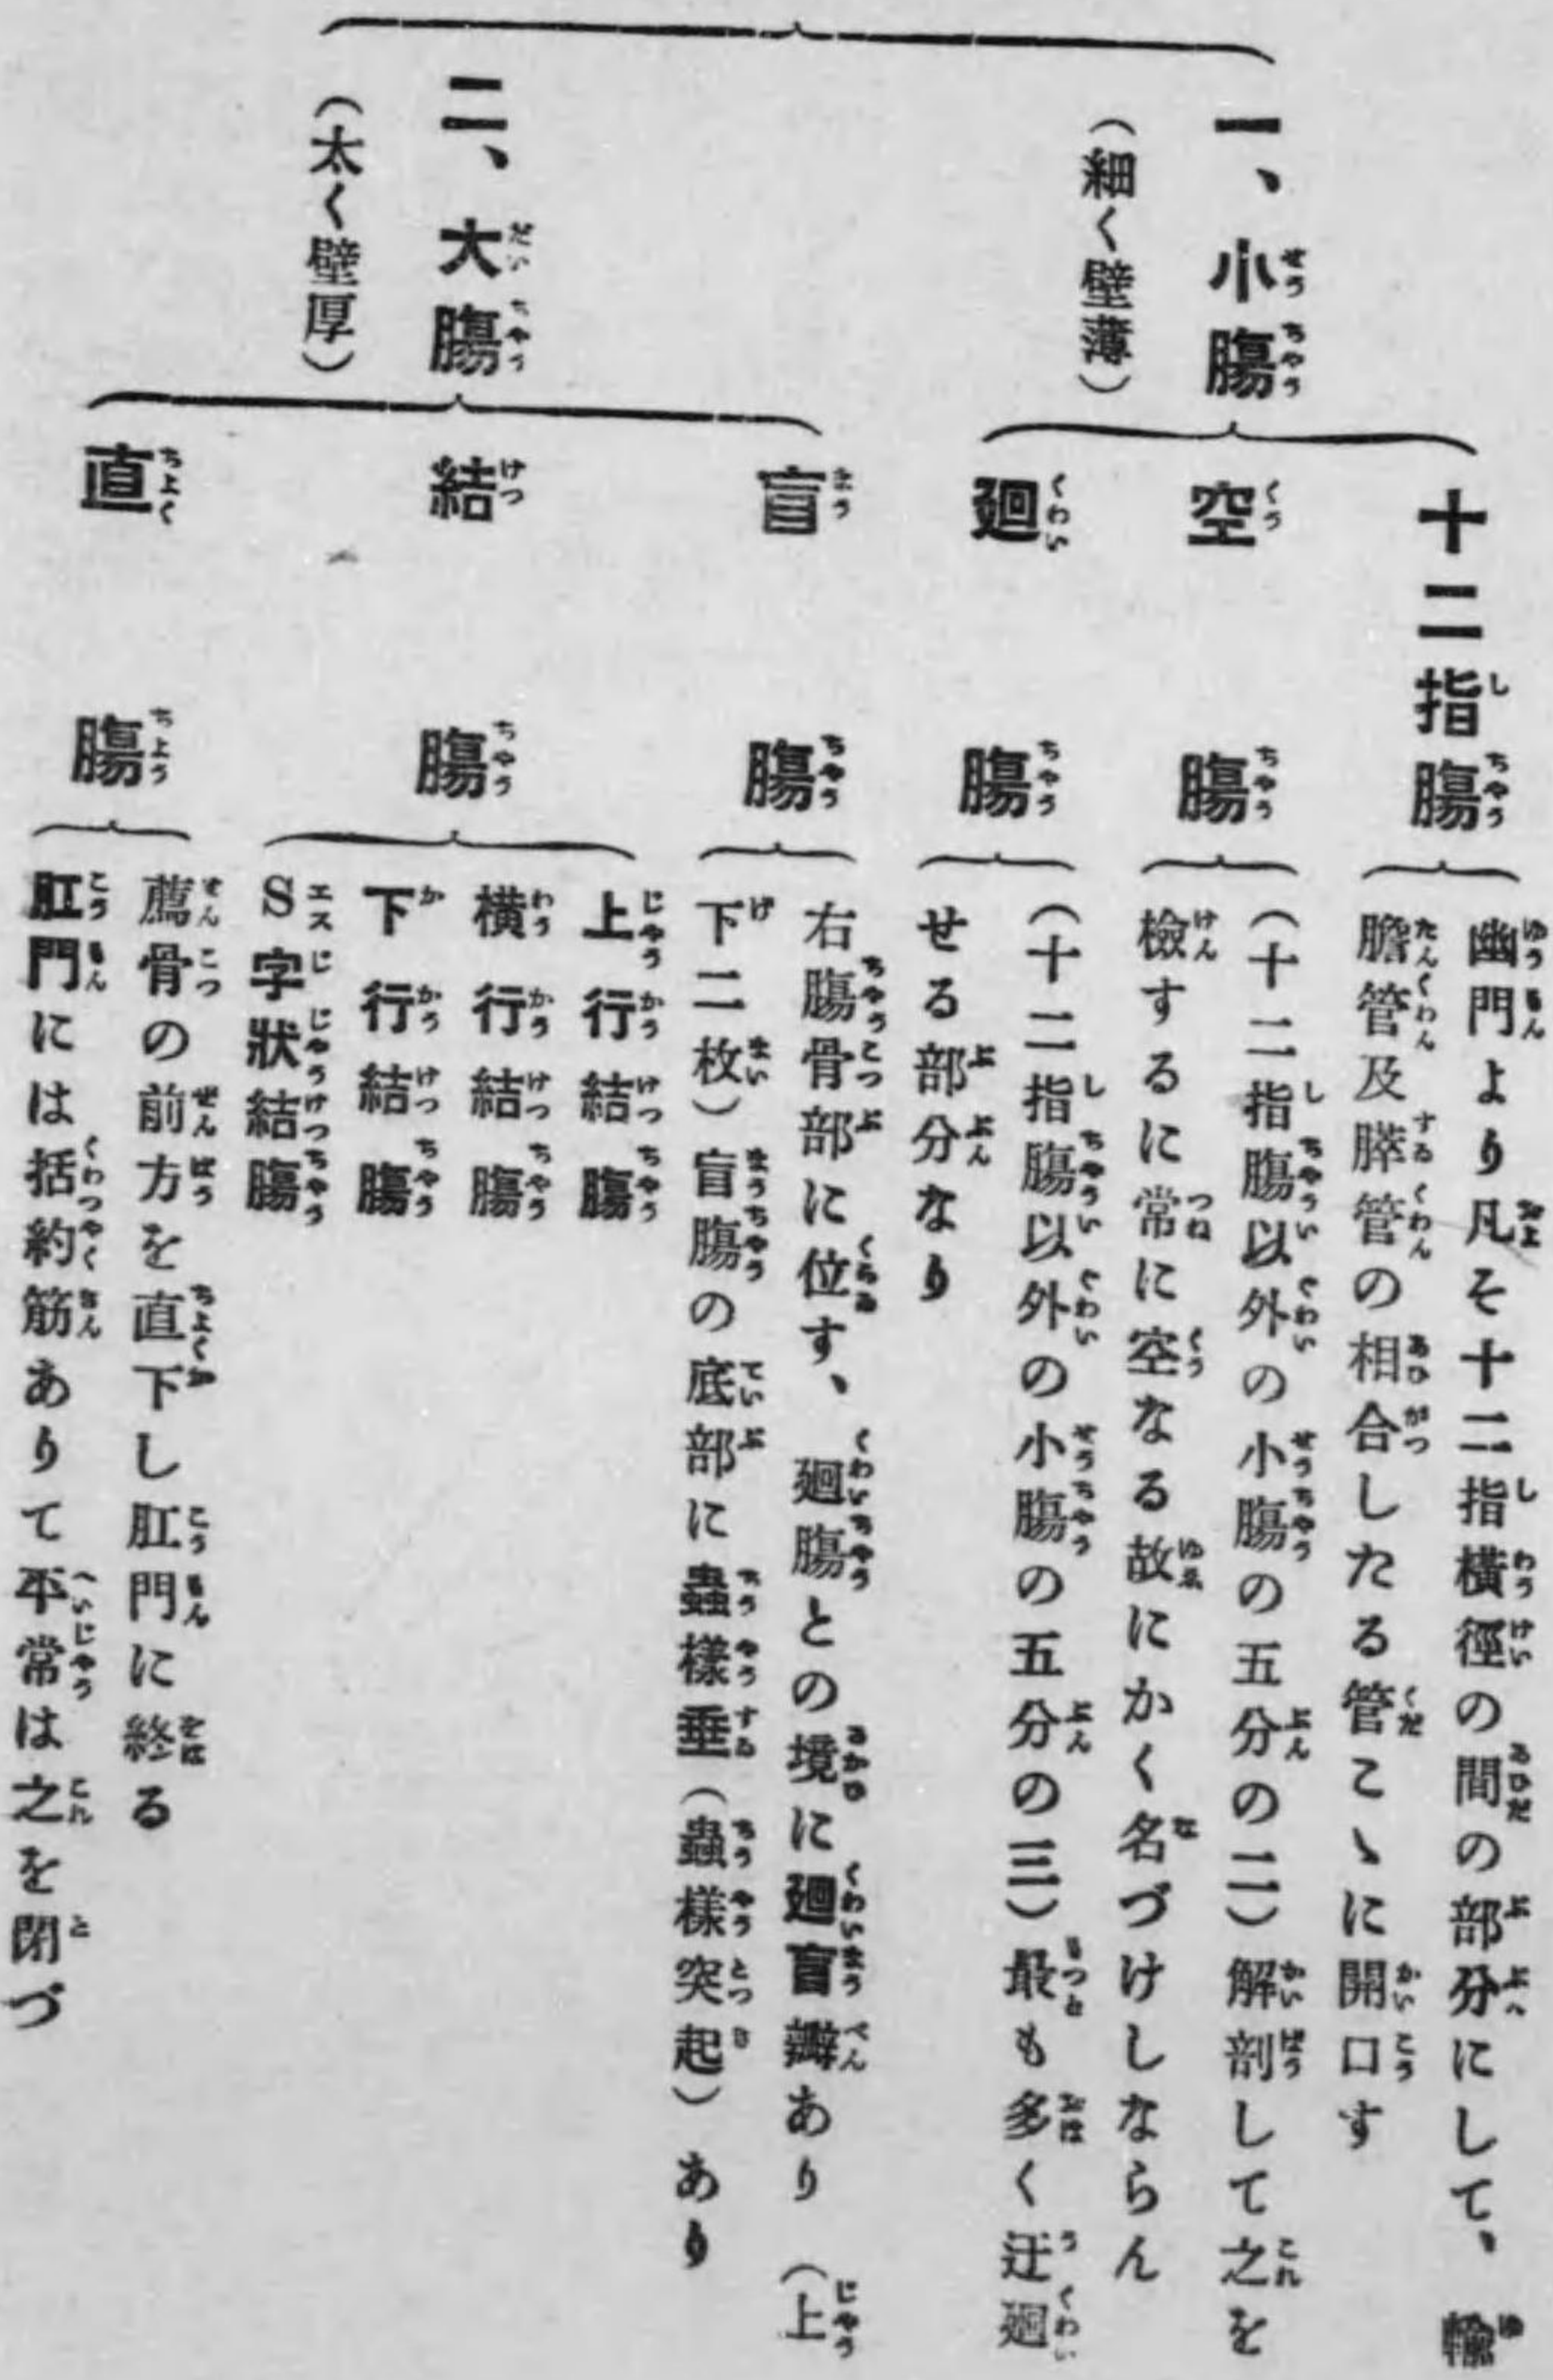 一、小腸
（細く壁薄）
十二指腸
幽門より凡そ十二指橫徑の間の部分にして、輸
膽管及膵管の相合したる管こゝに開口す
空腸
（十二指腸以外の小腸の五分の二）解剖して之を
檢するに常に空なる故にかく名づけしならん
廻腸
（十二指腸以外の小腸の五分の三）最も多く迂廻
せる部分なり
二、大腸
（太く壁厚）
盲腸
右腸骨部に位す、廻腸との境に廻盲瓣あり（上
下二枚）盲腸の底部に蟲樣垂（蟲樣突起）あり
結腸
上行結腸
橫行結腸
下行結腸
S字狀結腸
直腸
薦骨の前方を直下し肛門に終る
肛門には括約筋ありて平常は之を閉づ